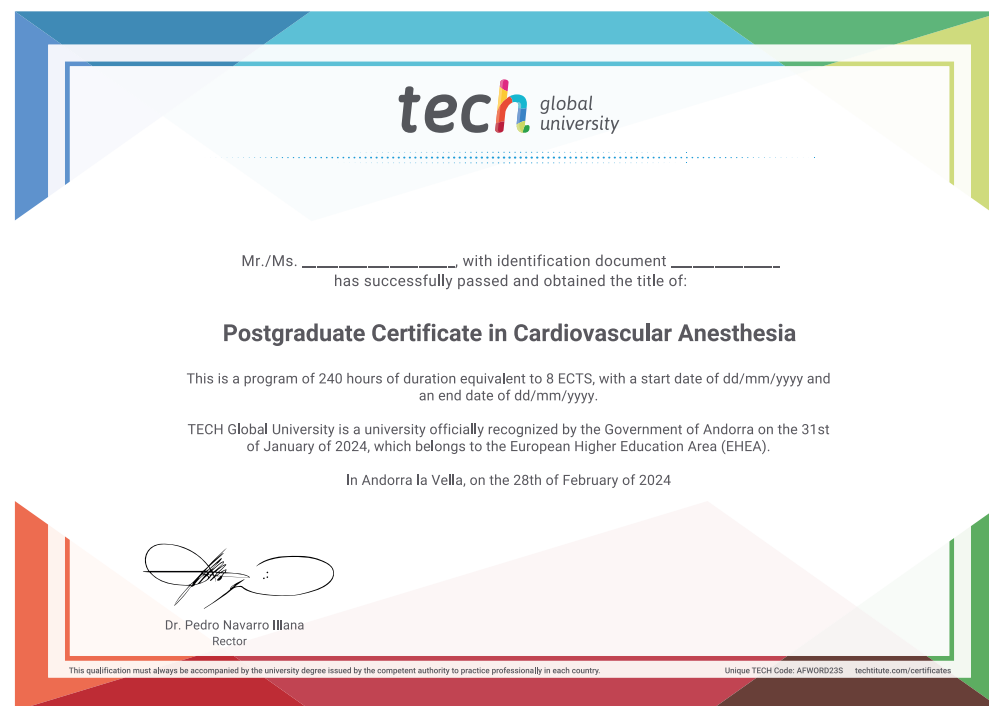 tech global university
Mr./Ms. ____________________, with identification document ______________
has successfully passed and obtained the title of:
Postgraduate Certificate in Cardiovascular Anesthesia
This is a program of 240 hours of duration equivalent to 8 ECTS, with a start date of dd/mm/yyyy and
an end date of dd/mm/yyyy.
TECH Global University is a university officially recognized by the Government of Andorra on the 31st
of January of 2024, which belongs to the European Higher Education Area (EHEA).
In Andorra la Vella, on the 28th of February of 2024
Dr. Pedro Navarro Illana
Rector
This qualification must always be accompanied by the university degree issued by the competent authority to practice professionally in each country.
Unique TECH Code: AFWORD23S techtitute.com/certificates